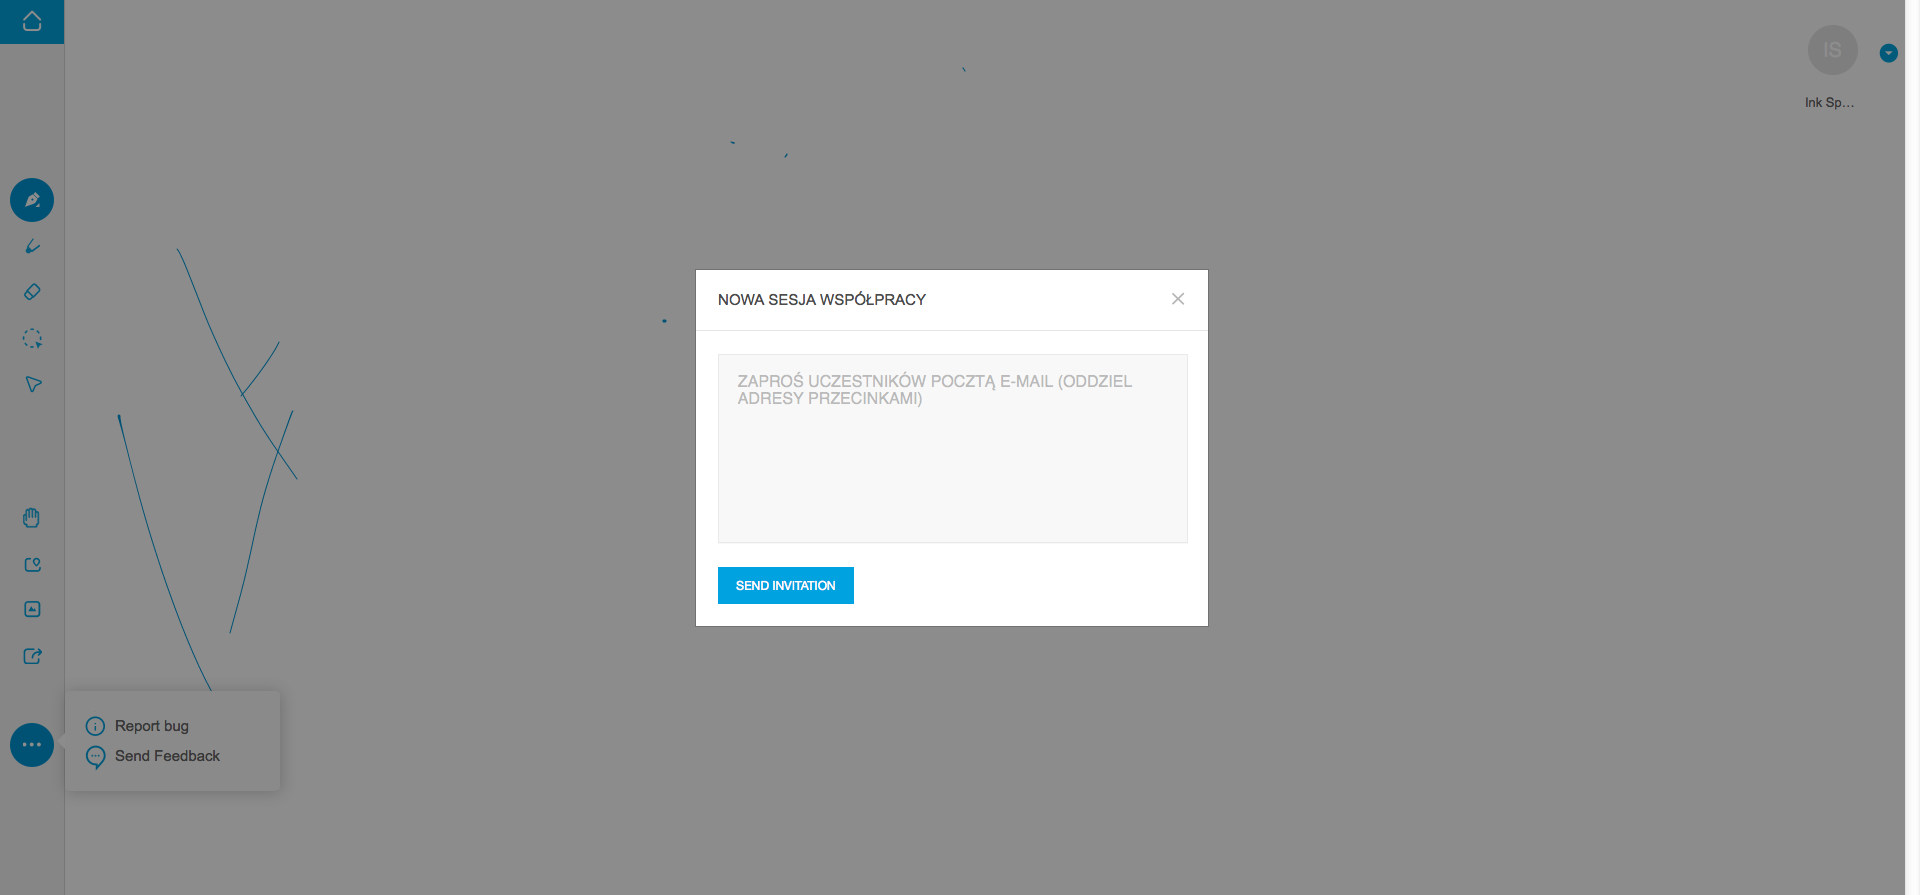 IS
Ink Sp...
NOWA SESJA WSPÓŁPRACY
ZAPROŚ UCZESTNIKÓW POCZTĄ E-MAIL (ODDZIEL
ADRESY PRZECINKAMI)
SEND INVITATION
Report bug
Send Feedback